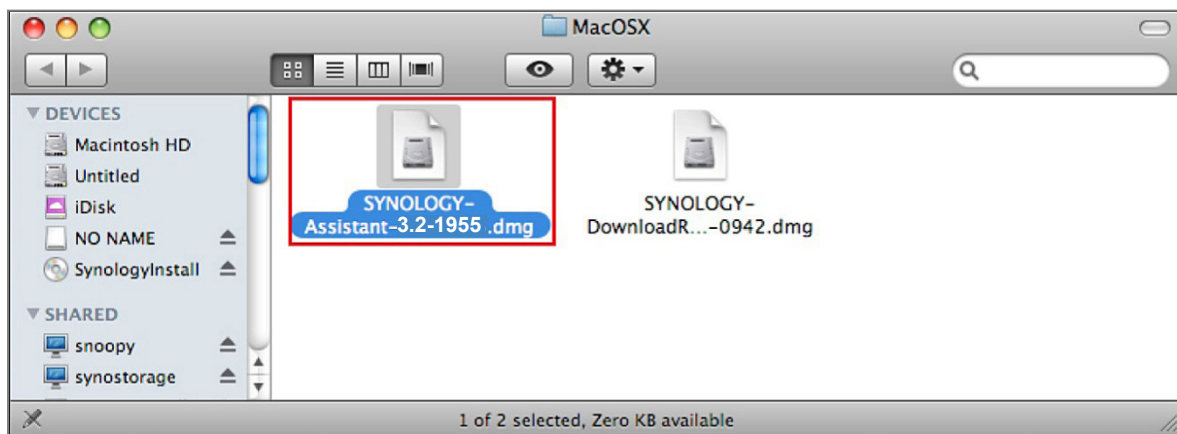 MacOSX
DEVICES
Macintosh HD
Untitled
iDisk
NO NAME
SynologyInstall
SHARED
snoopy
synostorage
SYNOLOGY-
Assistant-3.2-1955 .dmg
SYNOLOGY-
DownloadR...-0942.dmg
1 of 2 selected, Zero KB available